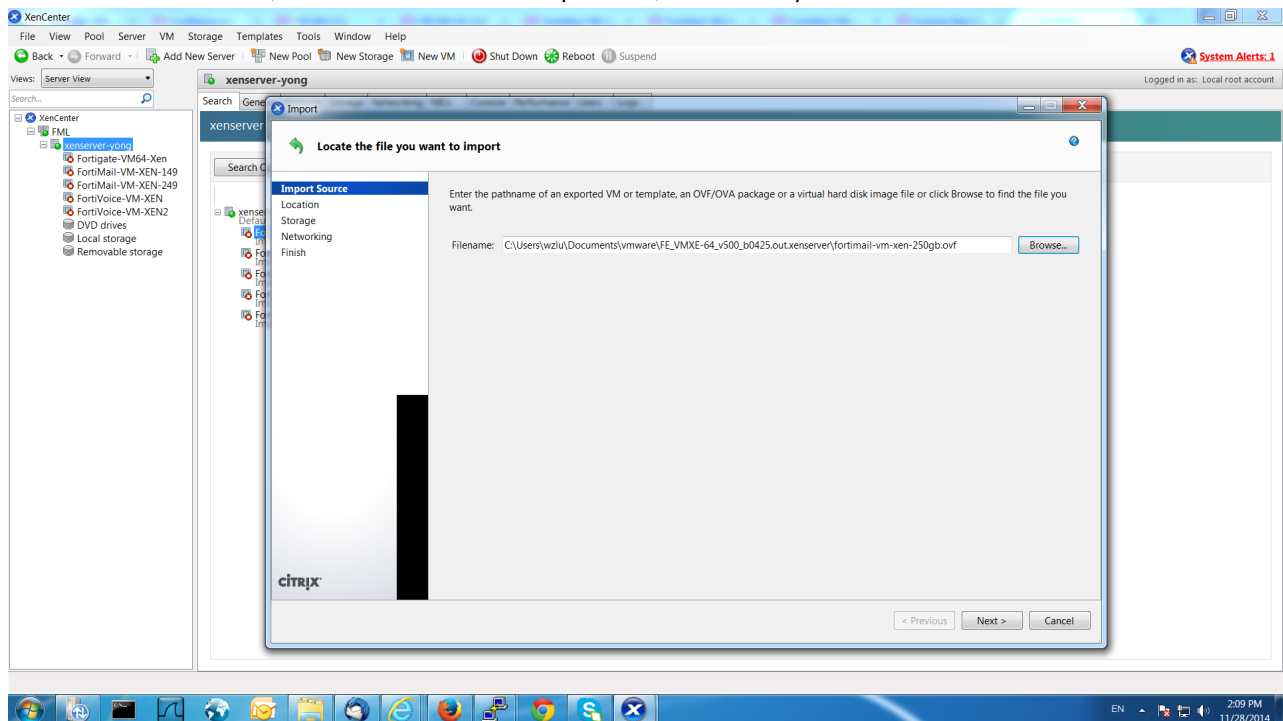 XenCenter
File View Pool Server VM Storage Templates Tools Window Help
Back Forward Add New Server New Pool New Storage New VM Shut Down Reboot Suspend System Alerts: 1
Views: Server View
xenserver-yong
Logged in as: Local root account
Search...
Search
Import
XenCenter
FML
xenserver-yong
Fortigate-VM64-Xen
FortiMail-VM-XEN-149
FortiMail-VM-XEN-249
FortiVoice-VM-XEN
FortiVoice-VM-XEN2
DVD drives
Local storage
Removable storage
Locate the file you want to import
Import Source
Location
Storage
Networking
Finish
Enter the pathname of an exported VM or template, an OVF/OVA package or a virtual hard disk image file or click Browse to find the file you
want.
Filename: C:\Users\wzlu\Documents\vmware\FE_VMXE-64_v500_b0425.out.xenserver\fortimail-vm-xen-250gb.ovf Browse...
CITRIX
< Previous Next > Cancel
EN 2:09 PM
11/28/2014